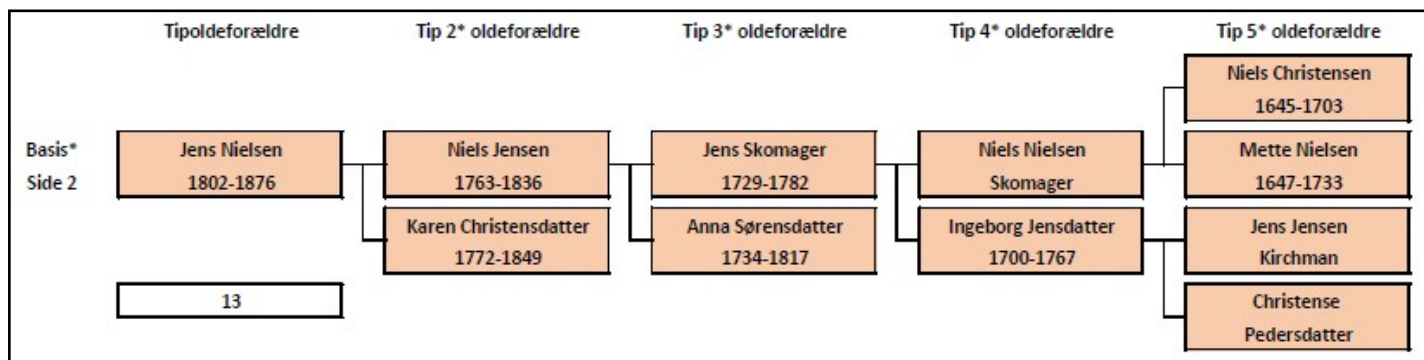 Tipoldeforældre Tip 2* oldeforældre Tip 3* oldeforældre Tip 4* oldeforældre Tip 5* oldeforældre
Niels Christensen
1645-1703
Basis* Jens Nielsen Niels Jensen Jens Skomager Niels Nielsen Mette Nielsen
Side 2 1802-1876 1763-1836 1729-1782 Skomager 1647-1733
Karen Christensdatter Anna Sørensdatter Ingeborg Jensdatter Jens Jensen
1772-1849 1734-1817 1700-1767 Kirchman
13 Christense
Pedersdatter